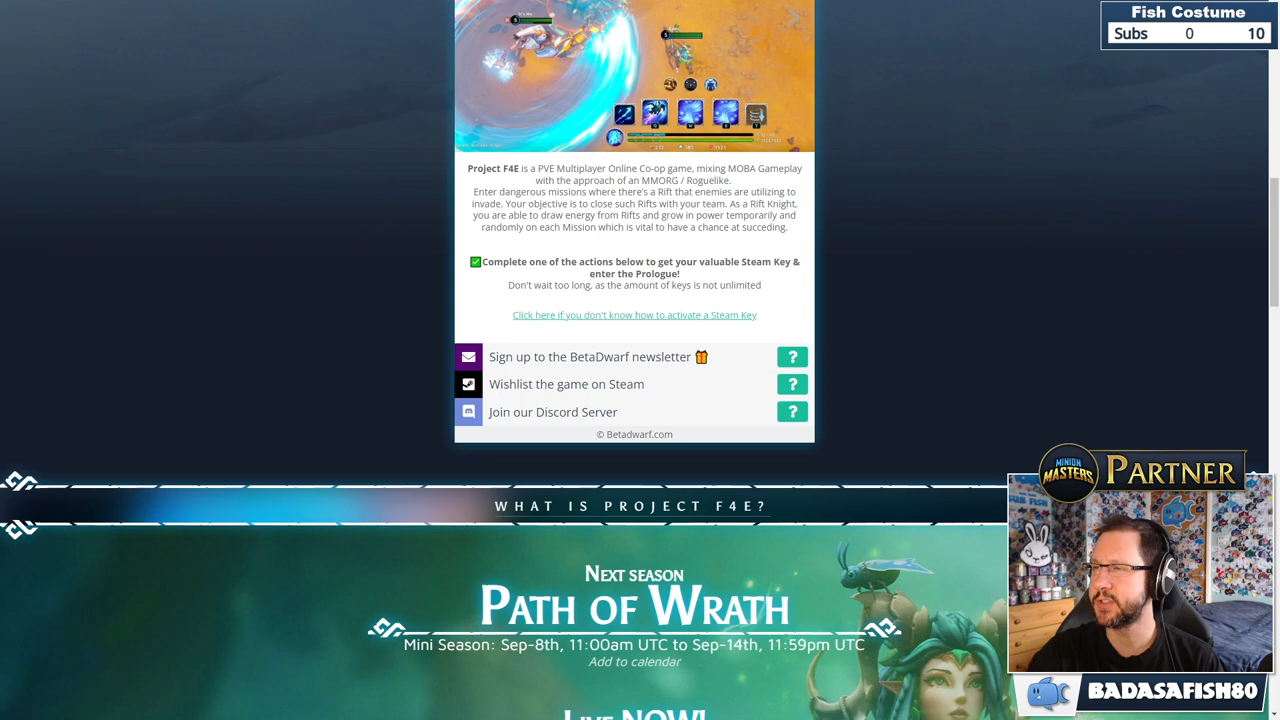 Fish Costume
Subs 0 10
Project F4E is a PVE Multiplayer Online Co-op game, mixing MOBA Gameplay
with the approach of an MMORG / Roguelike.
Enter dangerous missions where there's a Rift that enemies are utilizing to
invade. Your objective is to close such Rifts with your team. As a Rift Knight,
you are able to draw energy from Rifts and grow in power temporarily and
randomly on each Mission which is vital to have a chance at succeding.
✅Complete one of the actions below to get your valuable Steam Key &
enter the Prologue!
Don't wait too long, as the amount of keys is not unlimited
Click here if you don't know how to activate a Steam Key
Sign up to the BetaDwarf newsletter 🎁 ?
Wishlist the game on Steam ?
Join our Discord Server ?
© Betadwarf.com
MINION
MASTERS
PARTNER
WHAT IS PROJECT F4E?
SUB FISH
NEXT SEASON
PATH OF WRATH
Mini Season: Sep-8th, 11:00am UTC to Sep-14th, 11:59pm UTC
Add to calendar
BADASAFISH80
LIVE NOW!